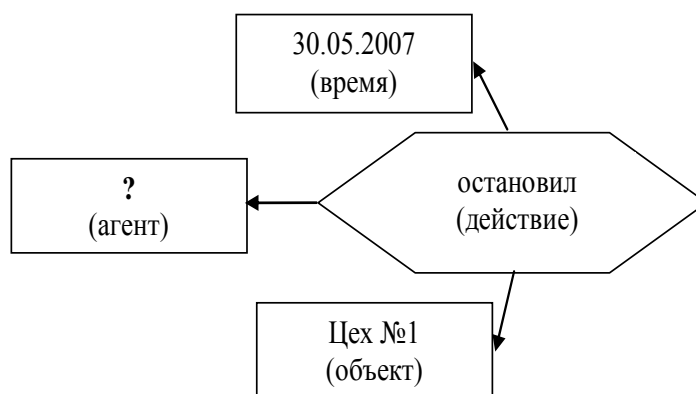 30.05.2007
(время)
?
(агент)
остановил
(действие)
Цех №1
(объект)